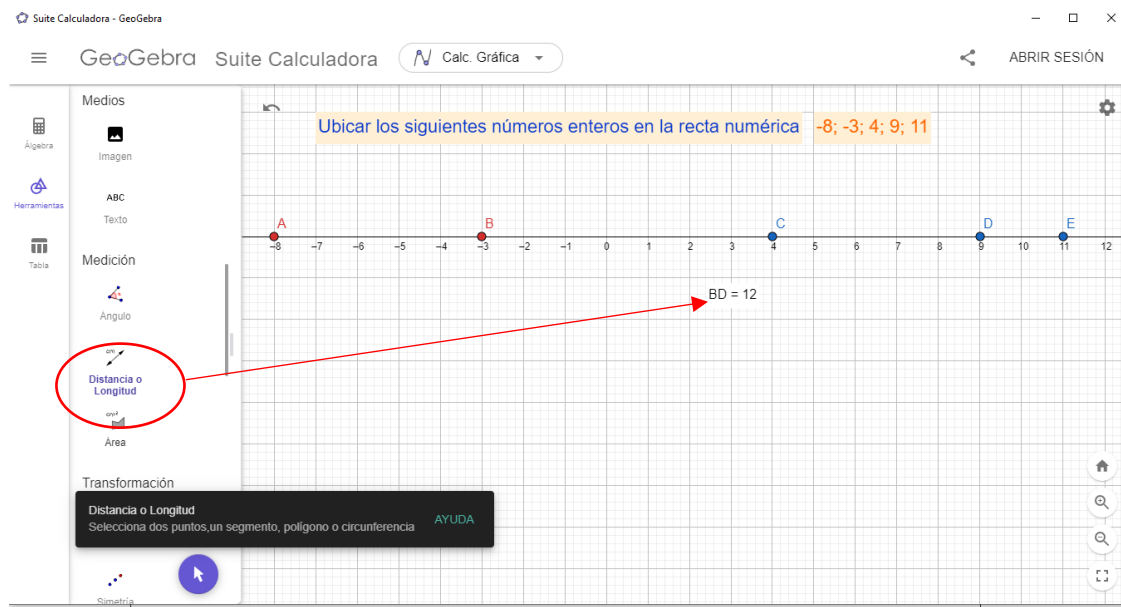 Suite Calculadora - GeoGebra
GeoGebra Suite Calculadora Calc. Gráfica ABRIR SESIÓN
Álgebra
Herramientas
Tabla
Medios
Imagen
ABC
Texto
Medición
Ángulo
cm
Distancia o
Longitud
cm²
Área
Transformación
Simetría
Ubicar los siguientes números enteros en la recta numérica -8; -3; 4; 9; 11
A B C D E
-8 -7 -6 -5 -4 -3 -2 -1 0 1 2 3 4 5 6 7 8 9 10 11 12
BD = 12
Distancia o Longitud
Selecciona dos puntos,un segmento, polígono o circunferencia
AYUDA